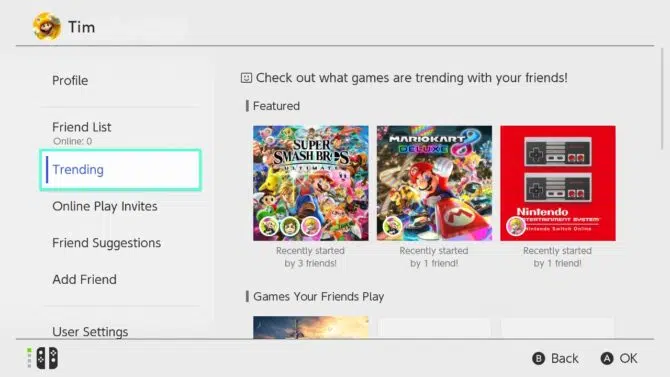 Tim
Profile
Friend List
Online: 0
Trending
Online Play Invites
Friend Suggestions
Add Friend
User Settings
Check out what games are trending with your friends!
Featured
SUPER
SMASH BROS.
ULTIMATE
MARIOKART 8
DELUXE
Nintendo
ENTERTAINMENT SYSTEM
Nintendo Switch Online
Recently started
by 3 friends!
Recently started
by 1 friend!
Recently started
by 1 friend!
Games Your Friends Play
B Back
A OK